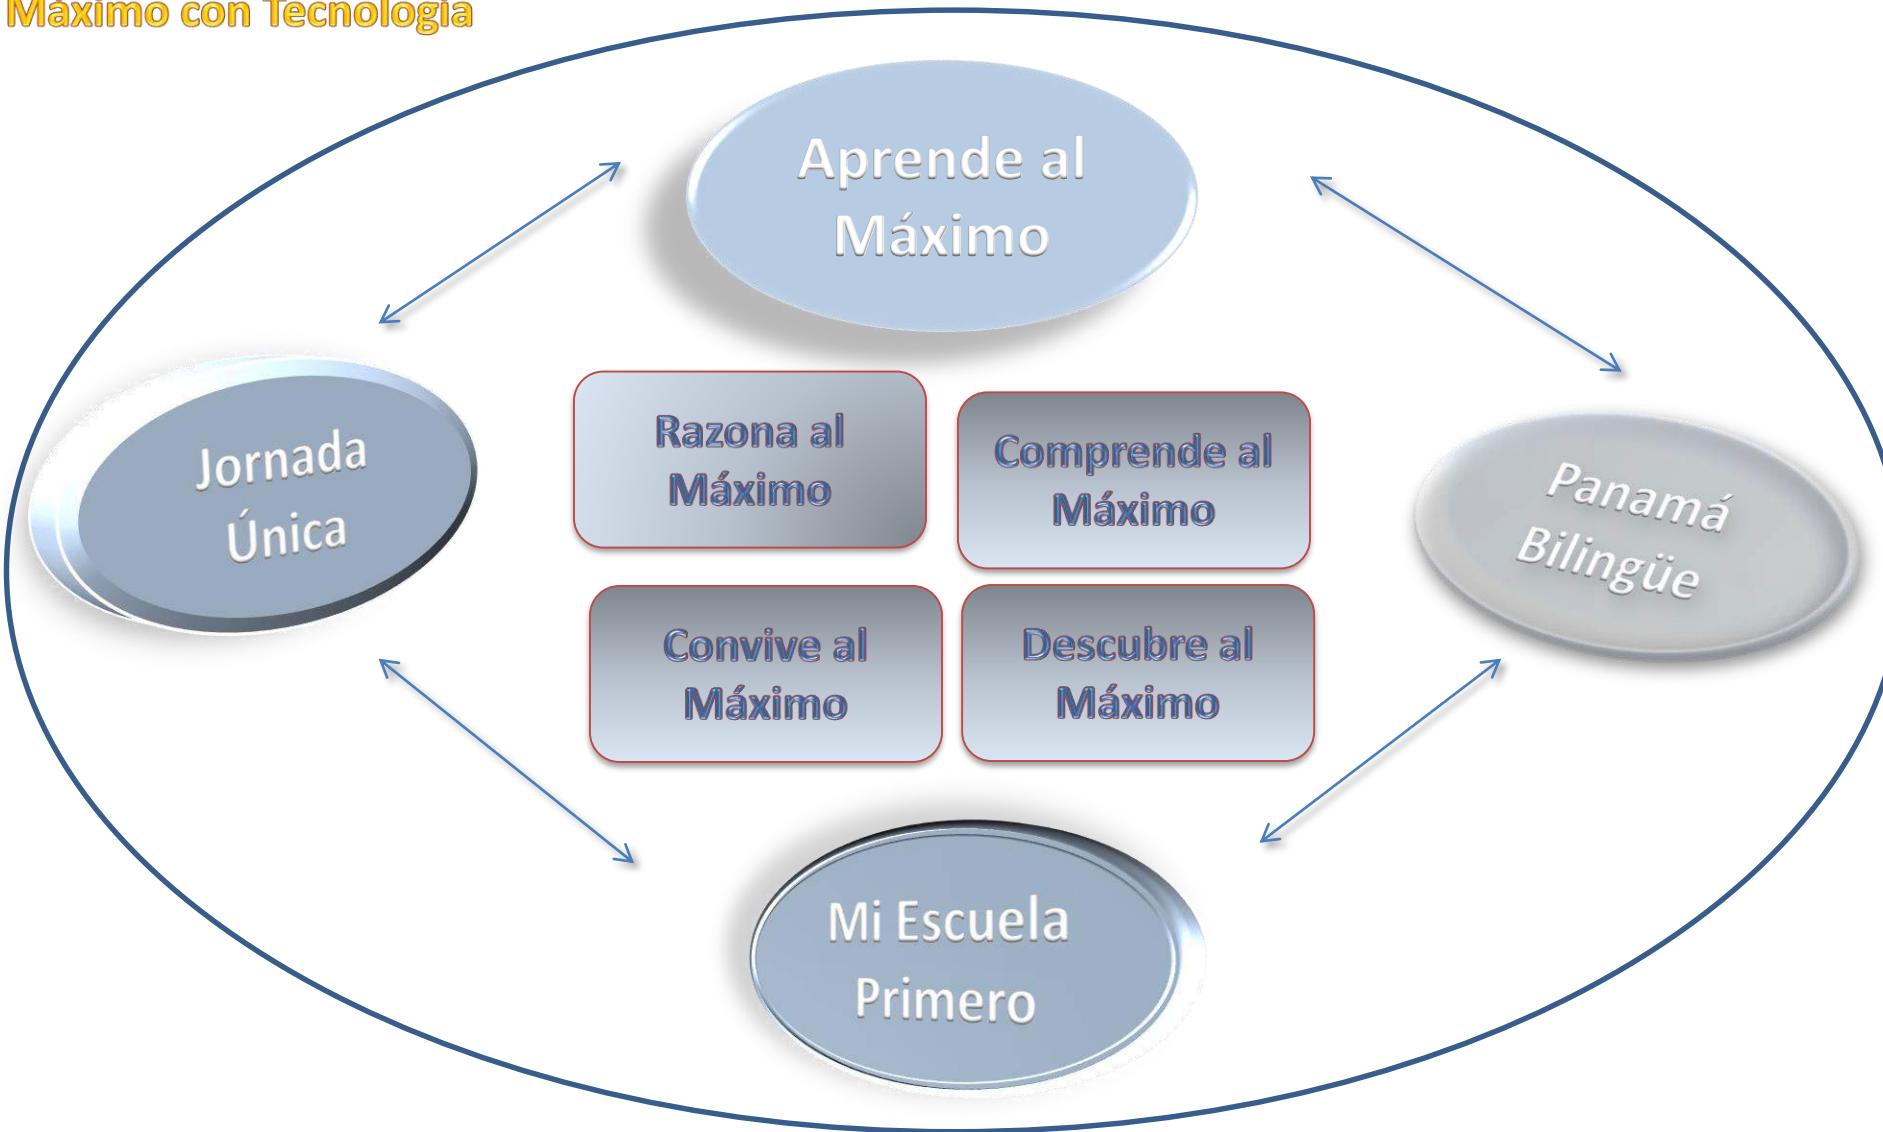 Máximo con Tecnología
Aprende al
Máximo
Jornada
Única
Razona al
Máximo
Comprende al
Máximo
Panamá
Bilingüe
Convive al
Máximo
Descubre al
Máximo
Mi Escuela
Primero